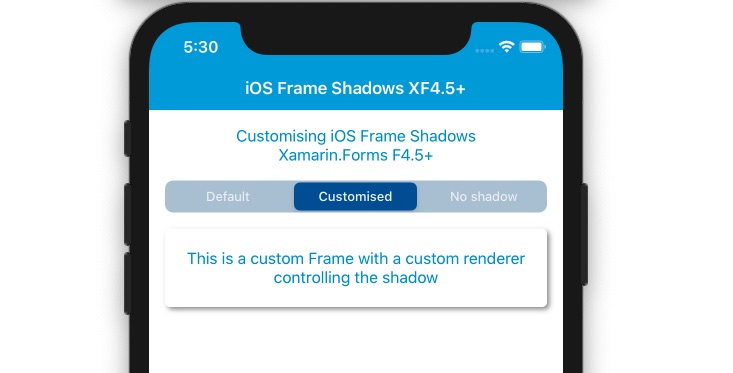 5:30
iOS Frame Shadows XF4.5+
Customising iOS Frame Shadows
Xamarin.Forms F4.5+
Default Customised No shadow
This is a custom Frame with a custom renderer
controlling the shadow